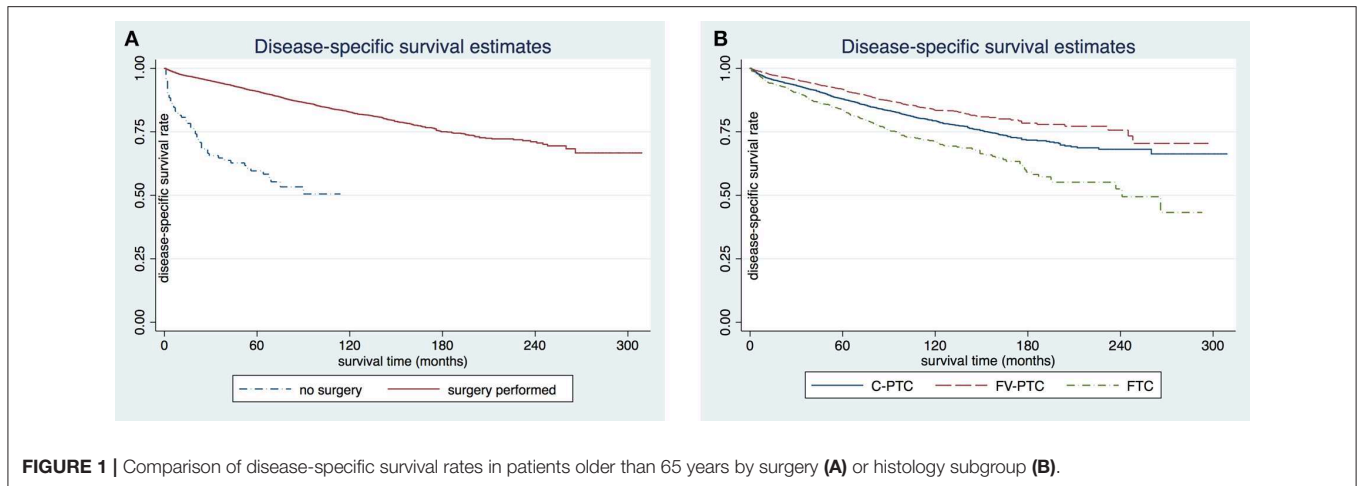 A
Disease-specific survival estimates
disease-specific survival rate
1.00
0.75
0.50
0.25
0.00
0 60 120 180 240 300
survival time (months)
no surgery surgery performed
B
Disease-specific survival estimates
disease-specific survial rate
1.00
0.75
0.50
0.25
0.00
0 60 120 180 240 300
survival time (months)
C-PTC FV-PTC FTC
FIGURE 1 | Comparison of disease-specific survival rates in patients older than 65 years by surgery (A) or histology subgroup (B).